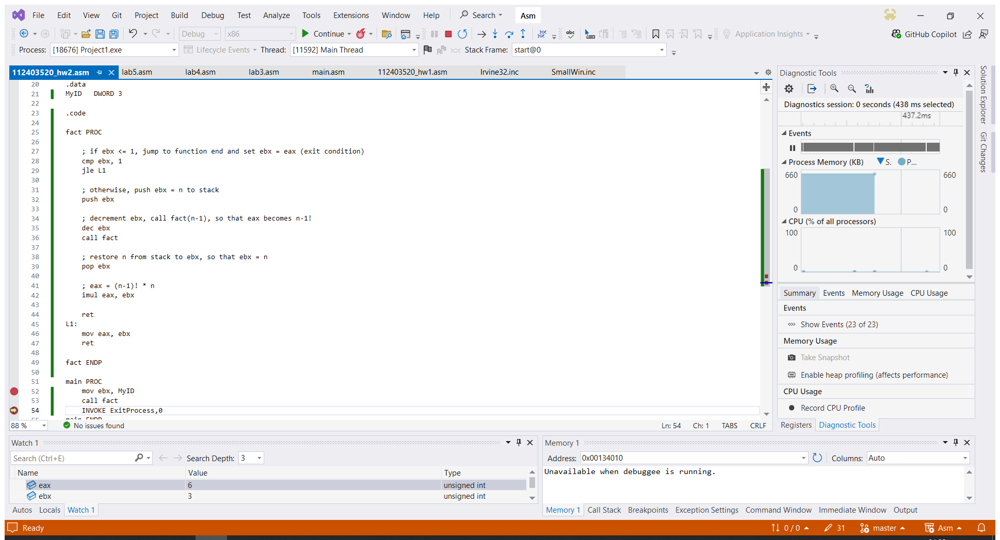 File Edit View Git Project Build Debug Test Analyze Tools Extensions Window Help Search Asm
Debug x86 Continue Application Insights GitHub Copilot
Process: [18676] Project1.exe Lifecycle Events Thread: [11592] Main Thread Stack Frame: start@0
112403520_hw2.asm lab5.asm lab4.asm lab3.asm main.asm 112403520_hw1.asm Irvine32.inc SmallWin.inc
20 .data
21 MyID DWORD 3
22
23 .code
24
25 fact PROC
26
27 ; if ebx <= 1, jump to function end and set ebx = eax (exit condition)
28 cmp ebx, 1
29 jle L1
30
31 ; otherwise, push ebx = n to stack
32 push ebx
33
34 ; decrement ebx, call fact(n-1), so that eax becomes n-1!
35 dec ebx
36 call fact
37
38 ; restore n from stack to ebx, so that ebx = n
39 pop ebx
40
41 ; eax = (n-1)! * n
42 imul eax, ebx
43
44 ret
45 L1:
46 mov eax, ebx
47 ret
48
49 fact ENDP
50
51 main PROC
52 mov ebx, MyID
53 call fact
54 INVOKE ExitProcess,0
55 main ENDP
88 % No issues found Ln: 54 Ch: 1 TABS CRLF
Diagnostic Tools
Diagnostics session: 0 seconds (438 ms selected)
437.2ms
Events
Process Memory (KB) S. P...
660 660
0 0
CPU (% of all processors)
100 100
0 0
Summary Events Memory Usage CPU Usage
Events
Show Events (23 of 23)
Memory Usage
Take Snapshot
Enable heap profiling (affects performance)
CPU Usage
Record CPU Profile
Registers Diagnostic Tools
Solution Explorer
Git Changes
Watch 1
Search (Ctrl+E) Search Depth: 3
Name Value Type
eax 6 unsigned int
ebx 3 unsigned int
Autos Locals Watch 1
Memory 1
Address: 0x00134010 Columns: Auto
Unavailable when debuggee is running.
Memory 1 Call Stack Breakpoints Exception Settings Command Window Immediate Window Output
Ready 0 / 0 31 master Asm